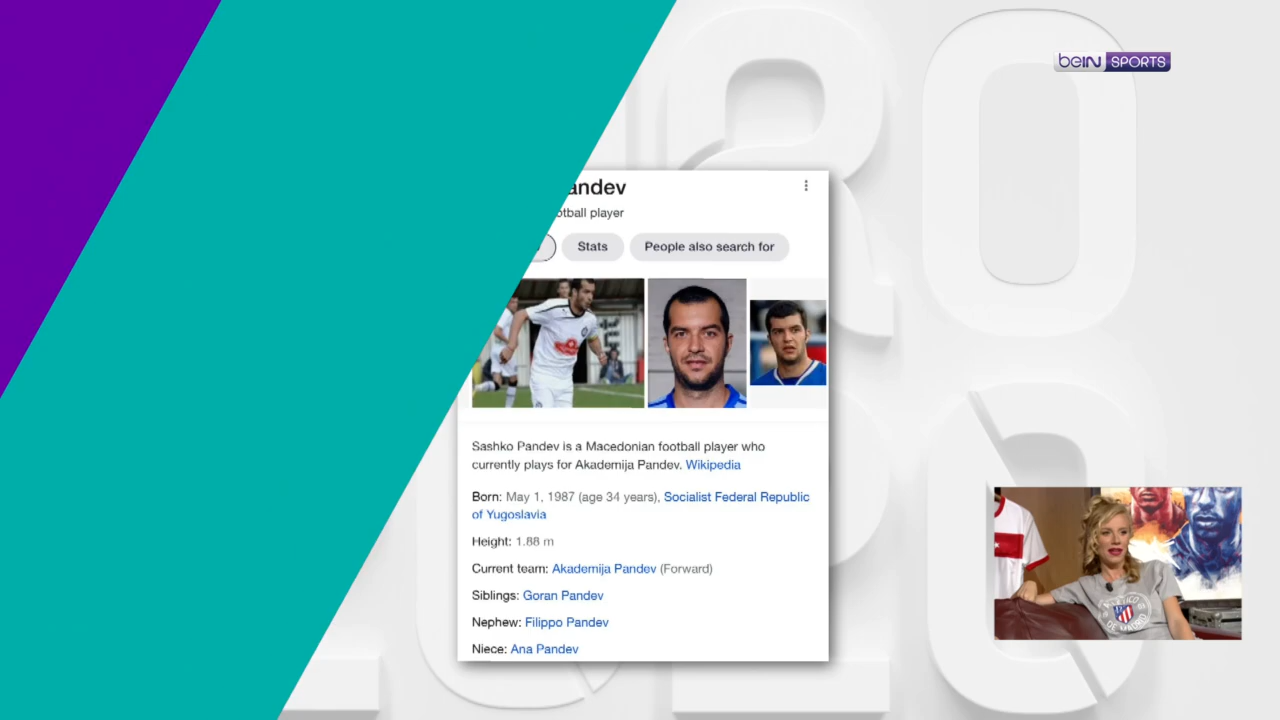 beIN SPORTS
andev
otball player
Stats
People also search for
Sashko Pandev is a Macedonian football player who
currently plays for Akademija Pandev. Wikipedia
Born: May 1, 1987 (age 34 years), Socialist Federal Republic
of Yugoslavia
Height: 1.88 m
Current team: Akademija Pandev (Forward)
Siblings: Goran Pandev
Nephew: Filippo Pandev
Niece: Ana Pandev
DE MADRID